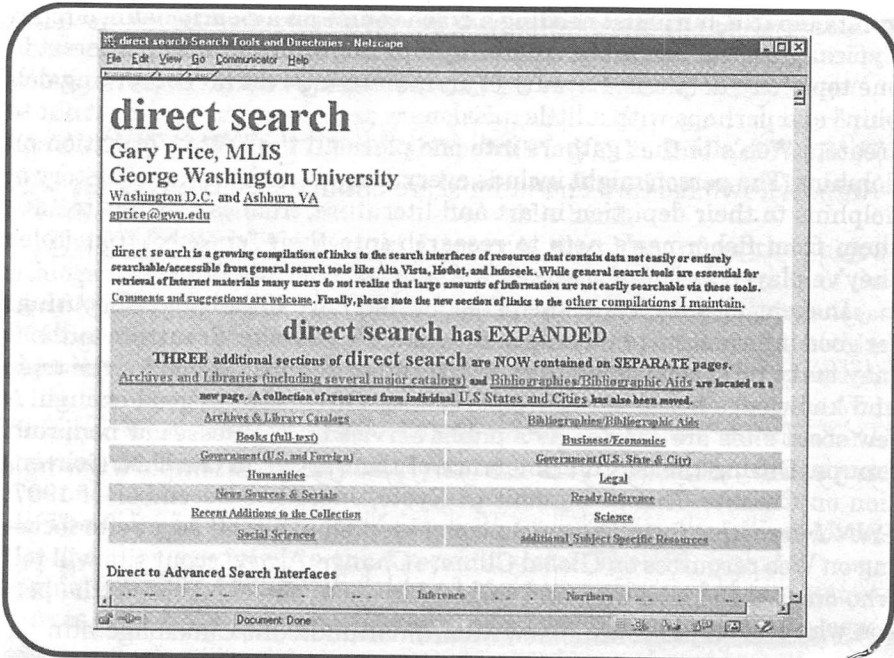 direct search Search Tools and Directories - Netscape
File Edit View Go Communicator Help
direct search
Gary Price, MLIS
George Washington University
Washington D.C. and Ashburn VA
gprice@gwu.edu
direct search is a growing compilation of links to the search interfaces of resources that contain data not easily or entirely
searchable/accessible from general search tools like Alta Vista, Hotbot, and Infoseek. While general search tools are essential for
retrieval of Internet materials many users do not realize that large amounts of information are not easily searchable via these tools.
Comments and suggestions are welcome. Finally, please note the new section of links to the other compilations I maintain.
direct search has EXPANDED
THREE additional sections of direct search are NOW contained on SEPARATE pages.
Archives and Libraries (including several major catalogs) and Bibliographies/Bibliographic Aids are located on a
new page. A collection of resources from individual U.S States and Cities has also been moved.
Archives & Library Catalogs Bibliographies/Bibliografic Aids
Books (full-text) Business/Economics
Government (U.S. and Foreign) Government (U.S. State & City)
Humanities Legal
News Sources & Serials Ready Reference
Recent Additions to the Collection Science
Social Sciences additional Subject Specific Resources
Direct to Advanced Search Interfaces
Inference Northern
Document Done